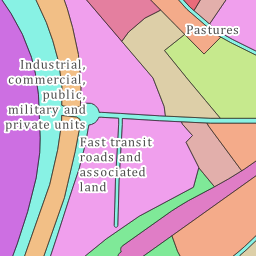 Pastures
Industrial,
commercial,
public,
military and
private units
Fast transit
roads and
associated
land